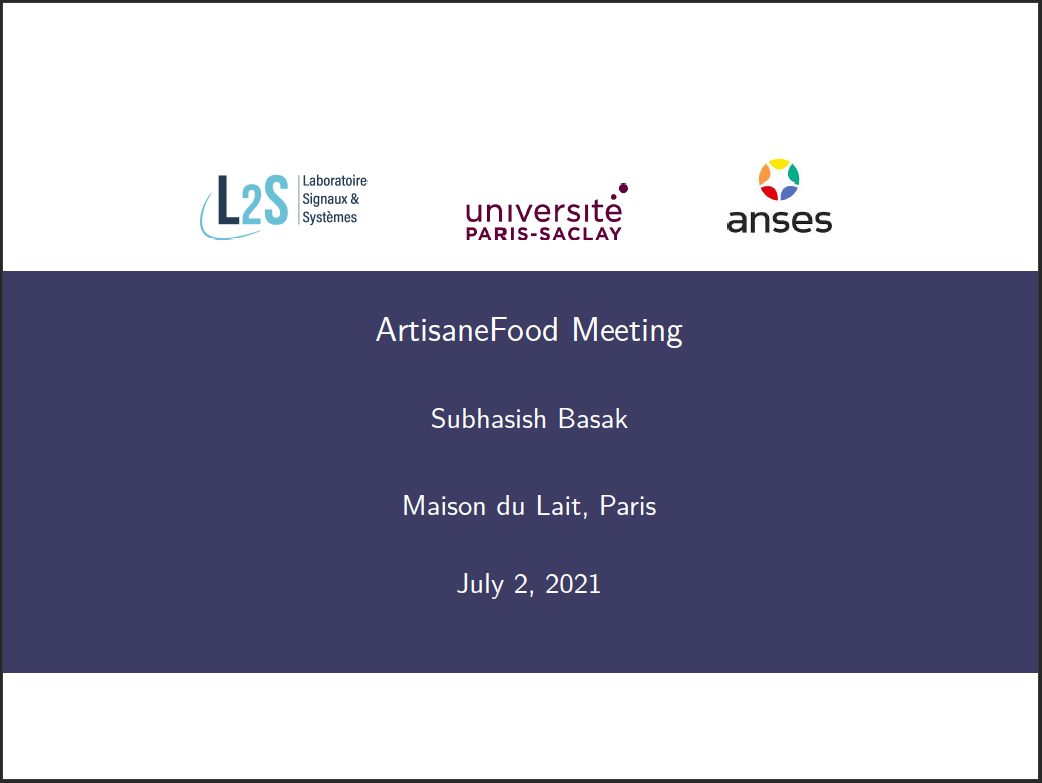 L2S
Laboratoire
Signaux &
Systèmes
université
PARIS-SACLAY
anses
ArtisaneFood Meeting
Subhasish Basak
Maison du Lait, Paris
July 2, 2021